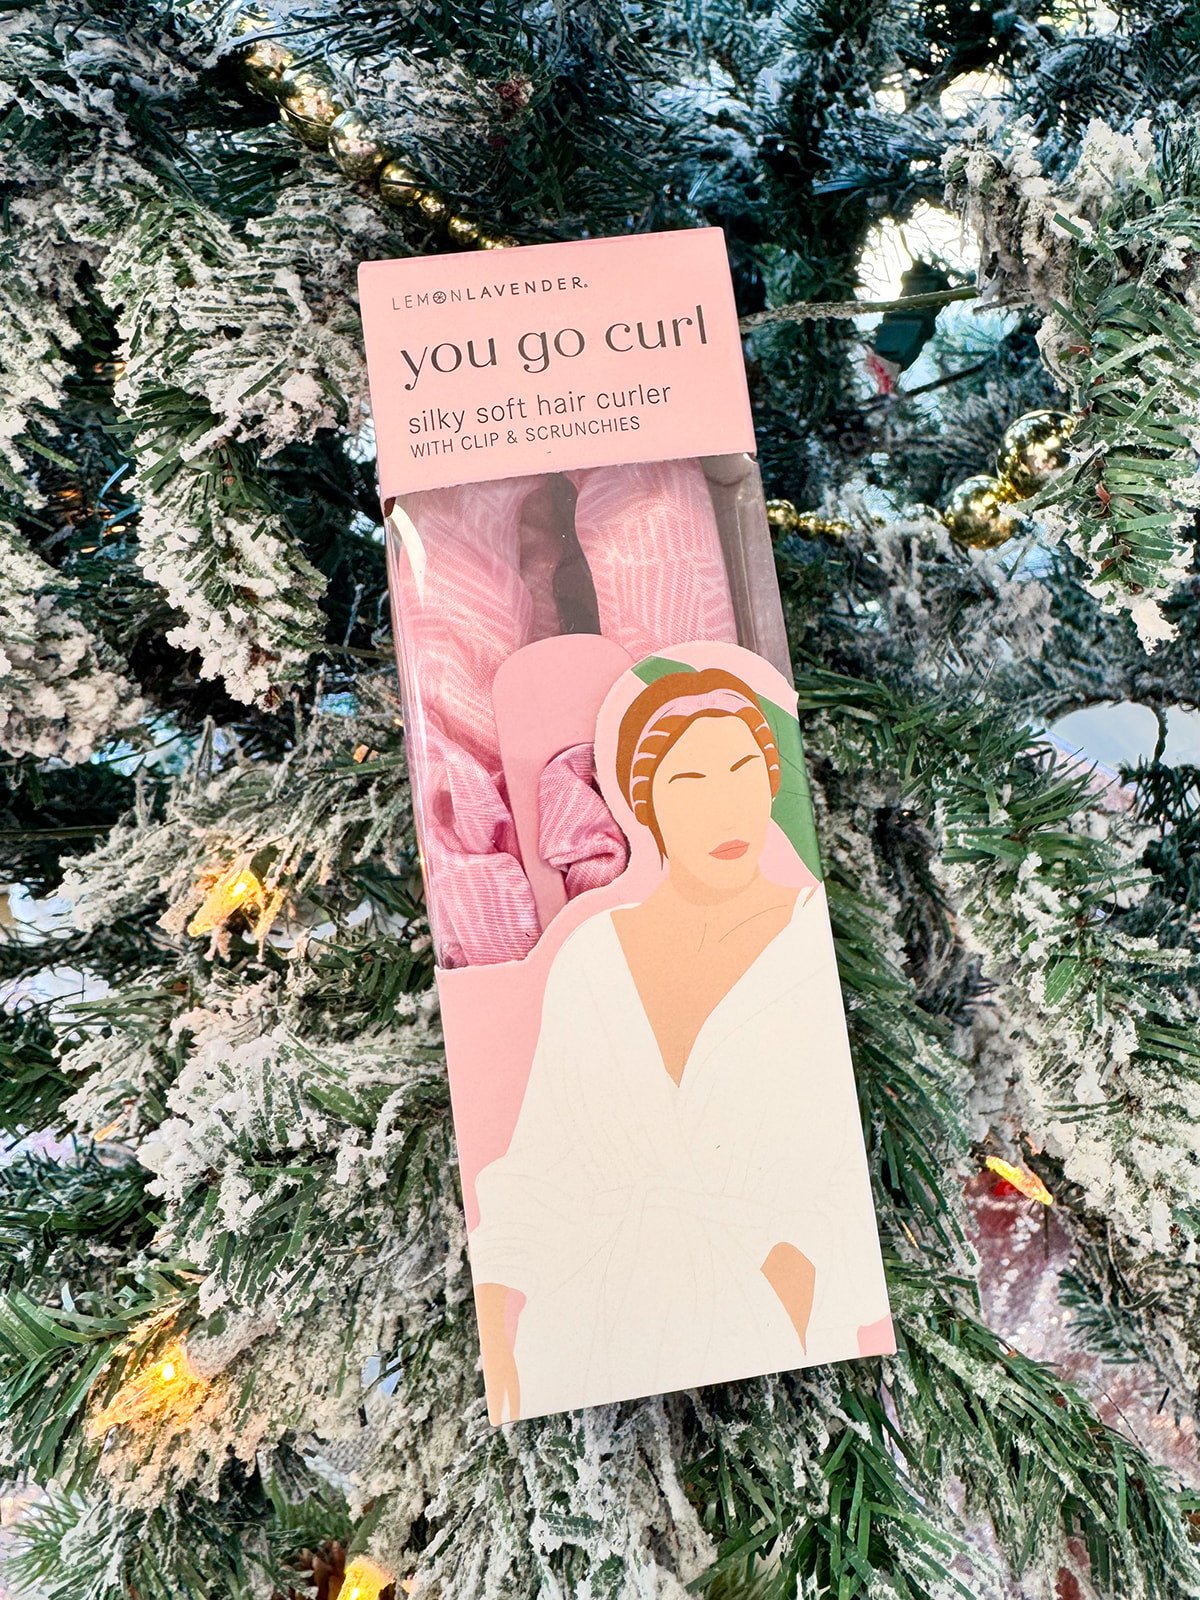 LEMONLAVENDER®
you go curl
silky soft hair curler
WITH CLIP & SCRUNCHIES